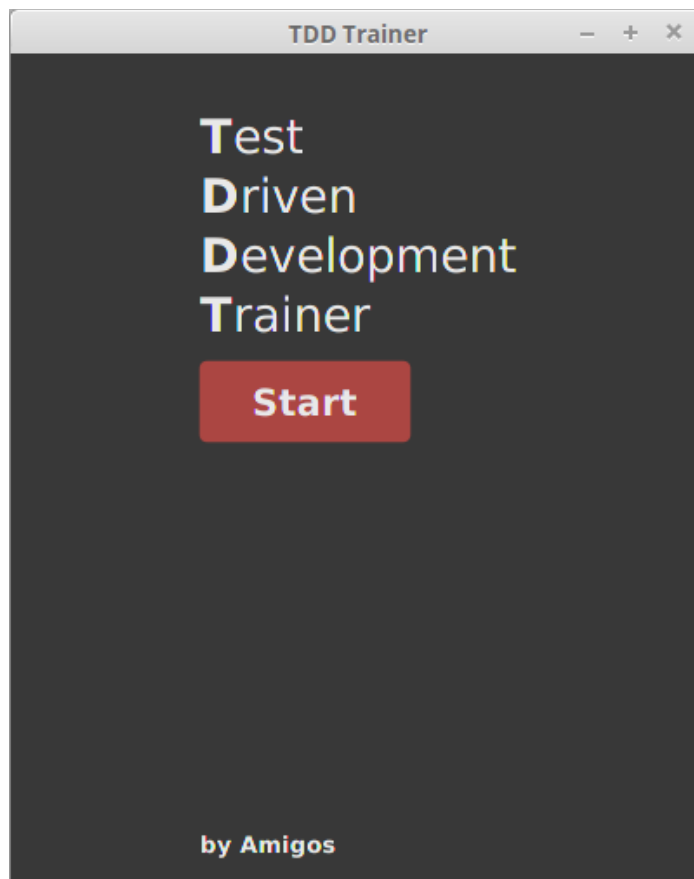 TDD Trainer
Test
Driven
Development
Trainer
Start
by Amigos